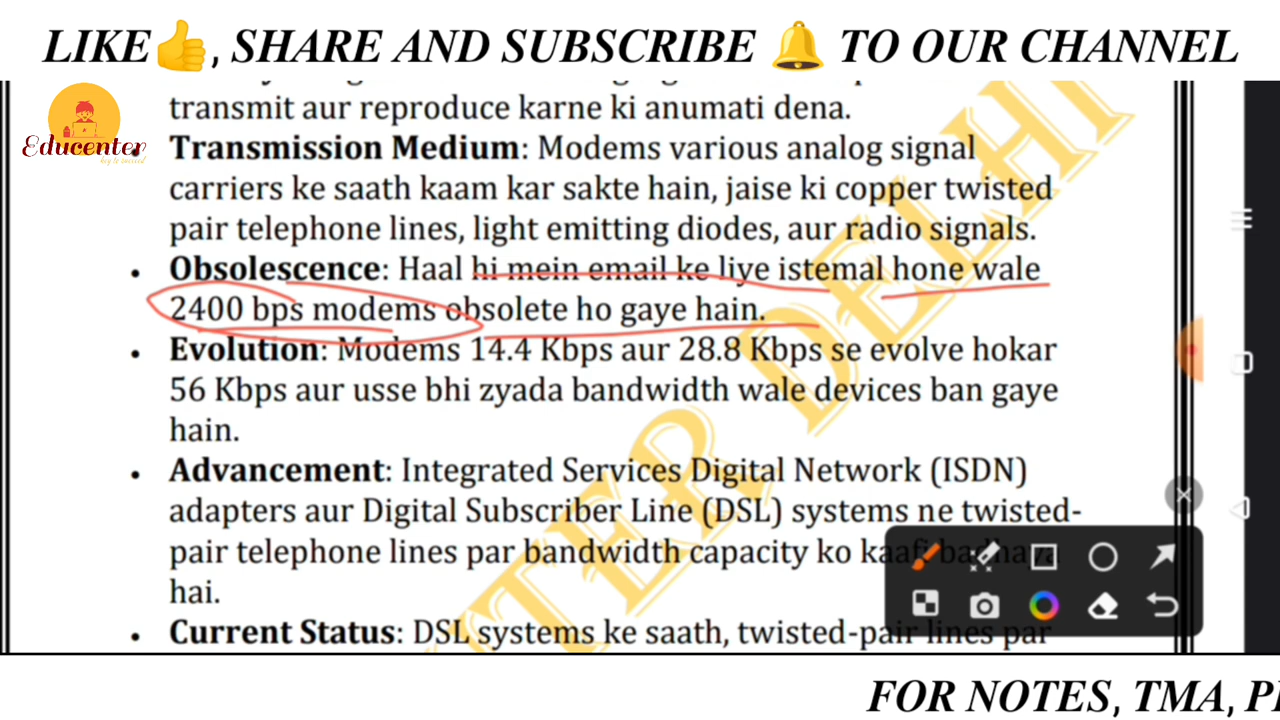 LIKE👍, SHARE AND SUBSCRIBE 🔔 TO OUR CHANNEL
Educenter
key to succeed
transmit aur reproduce karne ki anumati dena.
Transmission Medium: Modems various analog signal
carriers ke saath kaam kar sakte hain, jaise ki copper twisted
pair telephone lines, light emitting diodes, aur radio signals.
• Obsolescence: Haal hi mein email ke liye istemal hone wale
2400 bps modems obsolete ho gaye hain.
• Evolution: Modems 14.4 Kbps aur 28.8 Kbps se evolve hokar
56 Kbps aur usse bhi zyada bandwidth wale devices ban gaye
hain.
• Advancement: Integrated Services Digital Network (ISDN)
adapters aur Digital Subscriber Line (DSL) systems ne twisted-
pair telephone lines par bandwidth capacity ko kaafi badhaya
hai.
• Current Status: DSL systems ke saath, twisted-pair lines par
FOR NOTES, TMA,